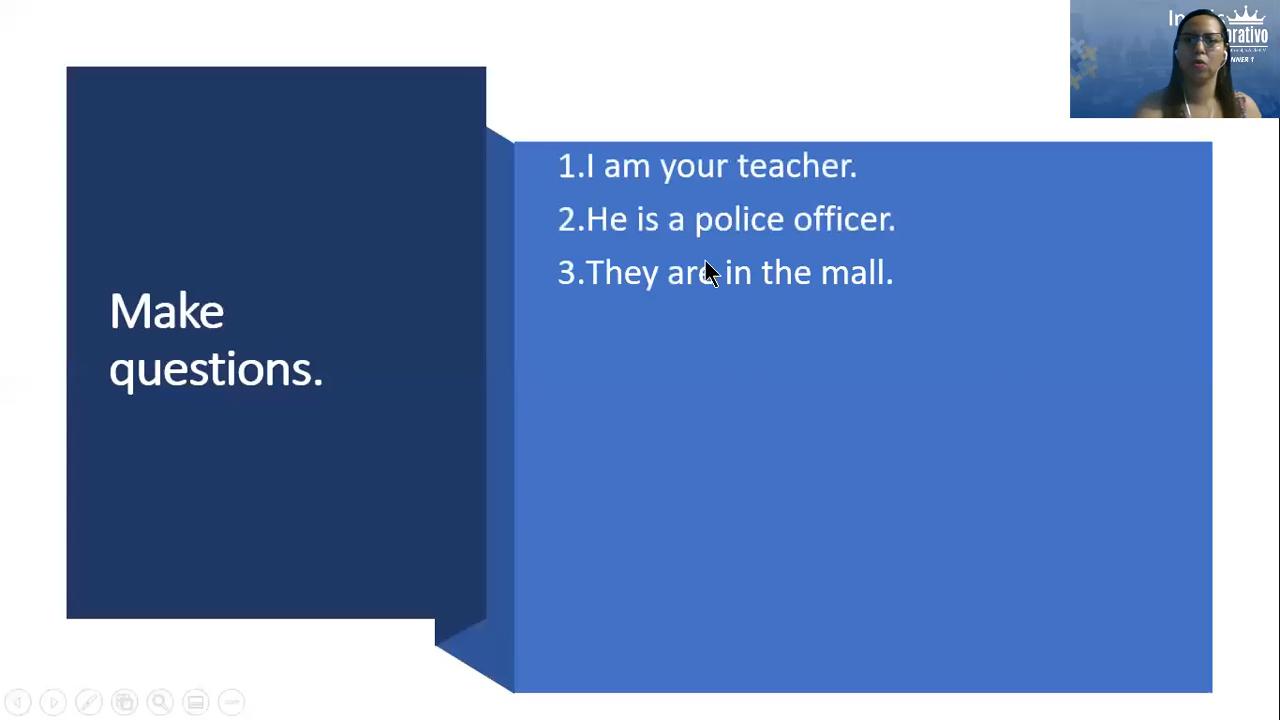 Make
questions.
1.I am your teacher.
2.He is a police officer.
3.They are in the mall.